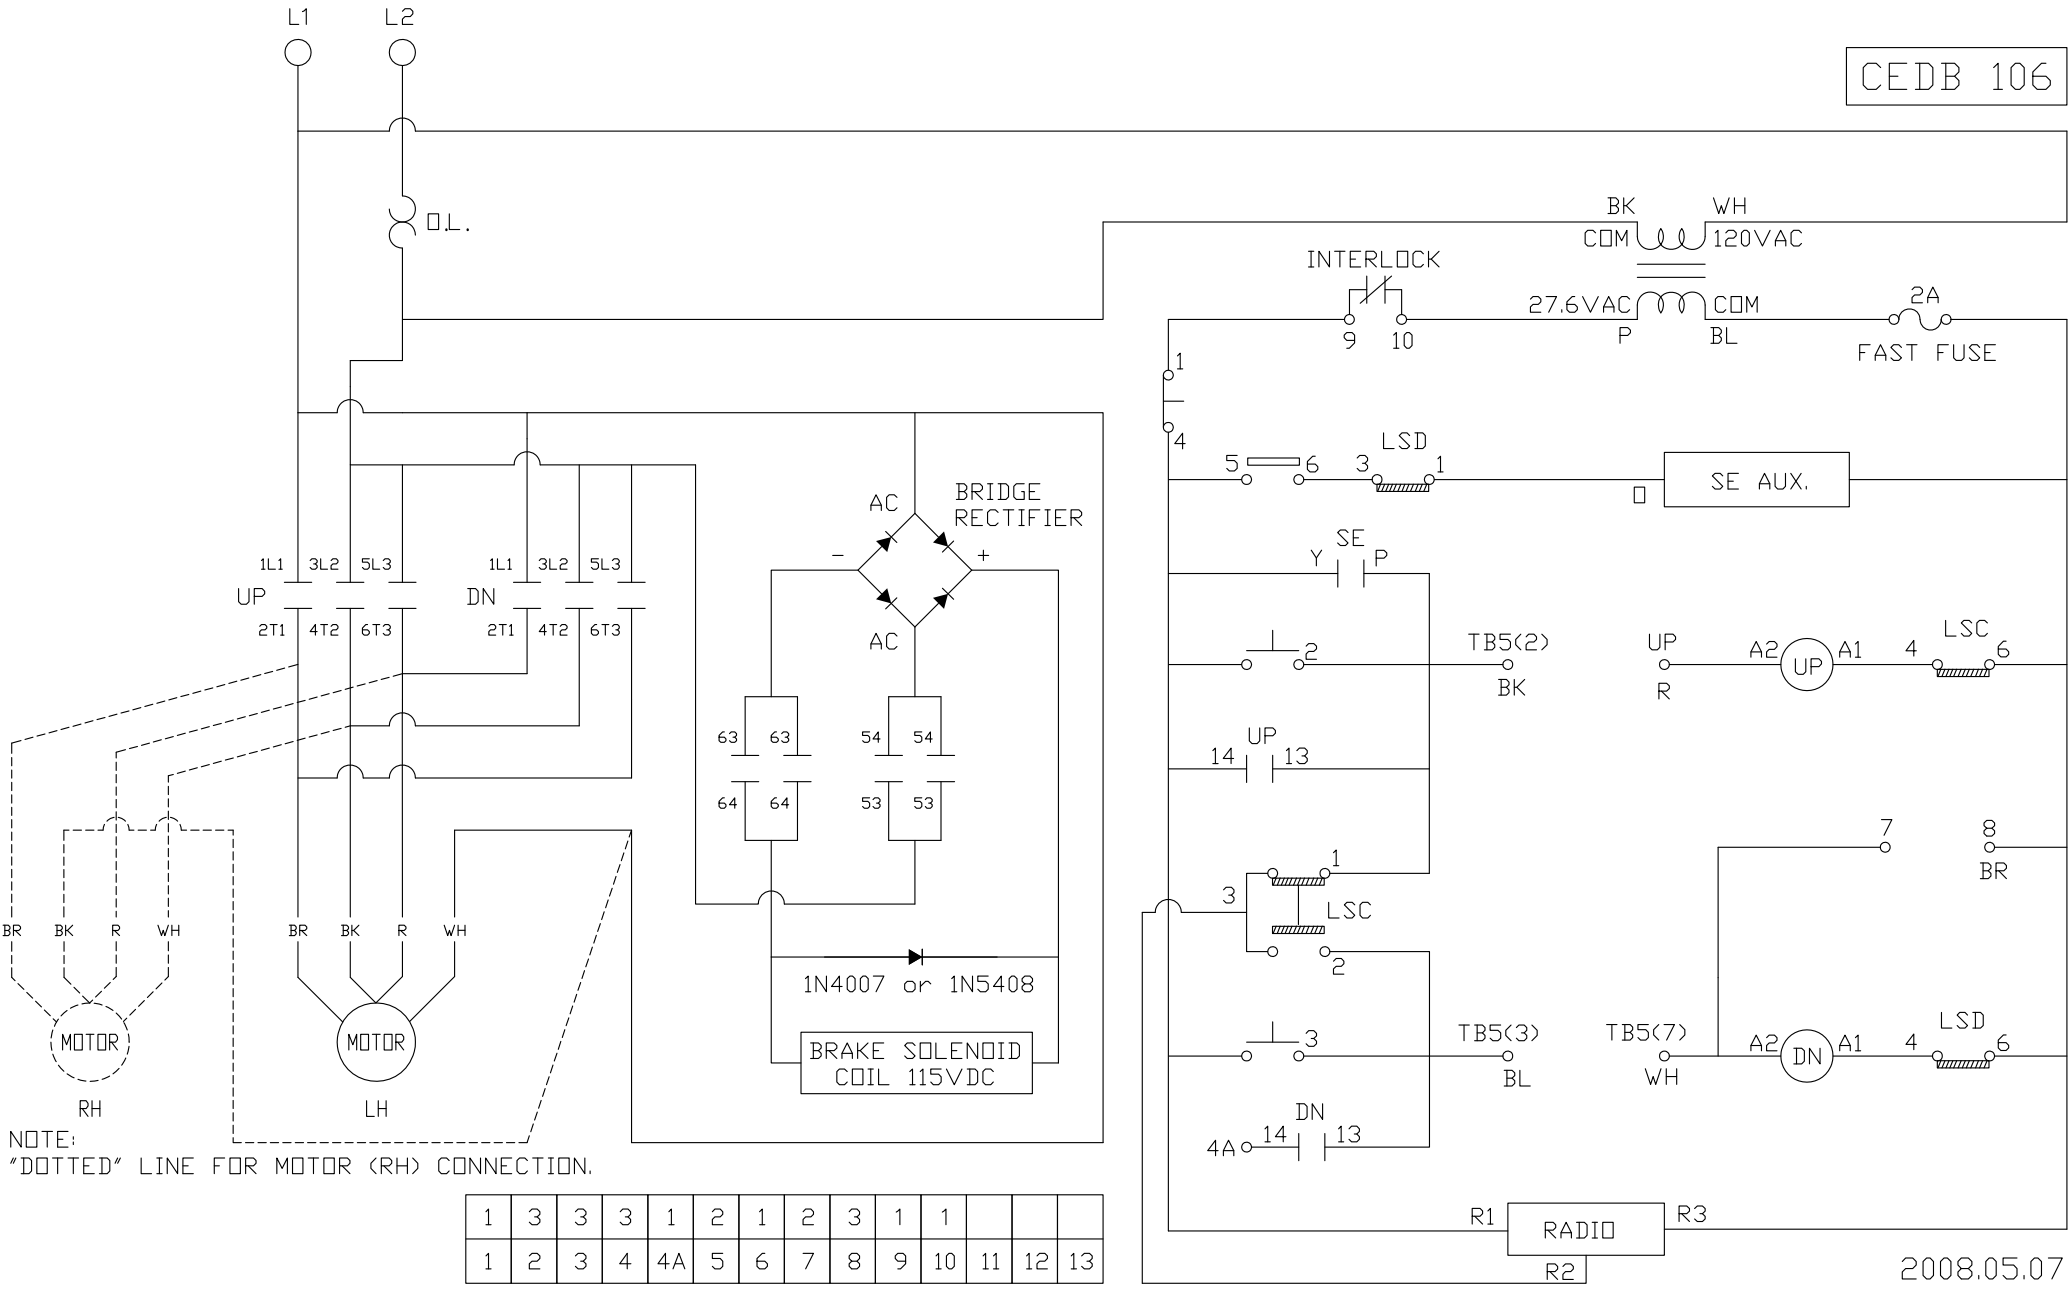 L1 L2
CEDB 106
O.L.
BK WH
COM 120VAC
INTERLOCK
27.6VAC COM 2A
9 10 P BL
FAST FUSE
1
4
LSD
5 6 3 1
O SE AUX.
AC BRIDGE
RECTIFIER
- +
AC
SE
Y P
1L1 3L2 5L3 1L1 3L2 5L3
UP DN
2T1 4T2 6T3 2T1 4T2 6T3
2 TB5(2) UP A2 UP A1 4 LSC 6
BK R
63 63 54 54
64 64 53 53
UP
14 13
7 8
BR
1
3 LSC
2
BR BK R WH BR BK R WH
1N4007 or 1N5408
MOTOR MOTOR
BRAKE SOLENOID
COIL 115VDC
3 TB5(3) TB5(7) A2 DN A1 4 LSD 6
BL WH
RH LH
DN
4A 14 13
NOTE:
"DOTTED" LINE FOR MOTOR (RH) CONNECTION.
R1 RADIO R3
R2
1 3 3 3 1 2 1 2 3 1 1
1 2 3 4 4A 5 6 7 8 9 10 11 12 13
2008.05.07